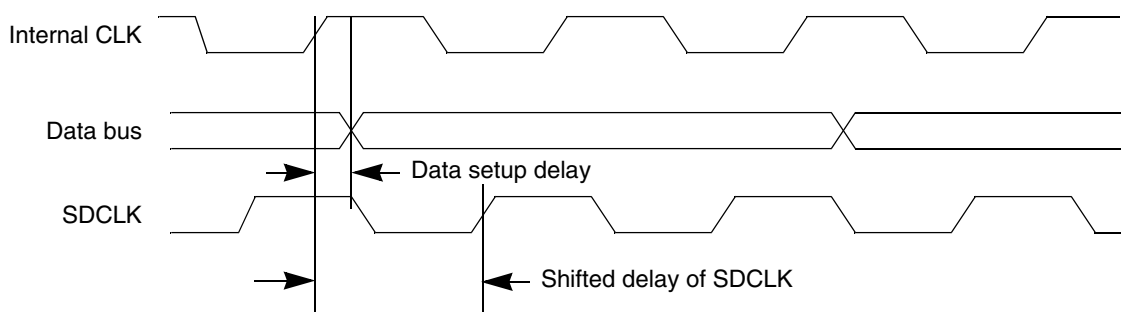 Internal CLK
Data bus
Data setup delay
SDCLK
Shifted delay of SDCLK